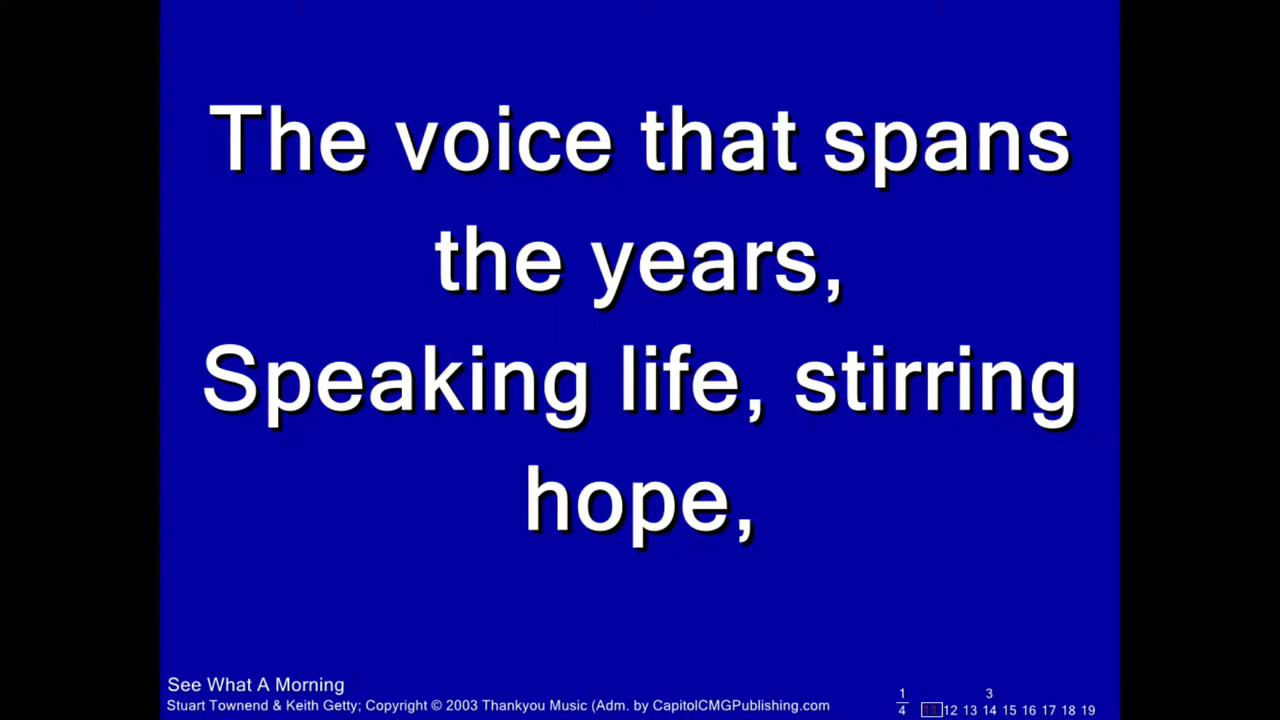 The voice that spans
the years,
Speaking life, stirring
hope,
See What A Morning
Stuart Townend & Keith Getty; Copyright © 2003 Thankyou Music (Adm. by CapitolCMGPublishing.com
1
4
3
11 12 13 14 15 16 17 18 19